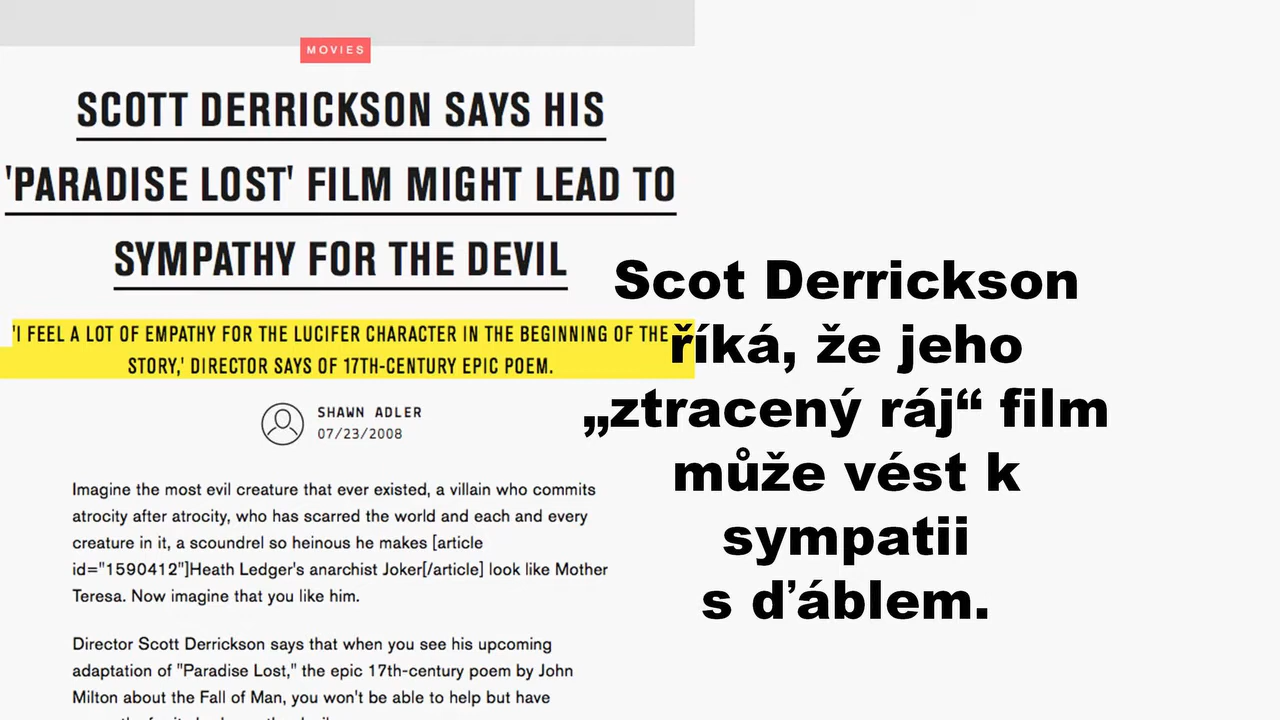 MOVIES
SCOTT DERRICKSON SAYS HIS
'PARADISE LOST' FILM MIGHT LEAD TO
SYMPATHY FOR THE DEVIL
'I FEEL A LOT OF EMPATHY FOR THE LUCIFER CHARACTER IN THE BEGINNING OF THE
STORY,' DIRECTOR SAYS OF 17TH-CENTURY EPIC POEM.
SHAWN ADLER
07/23/2008
Imagine the most evil creature that ever existed, a villain who commits
atrocity after atrocity, who has scarred the world and each and every
creature in it, a scoundrel so heinous he makes [article
id="1590412"]Heath Ledger's anarchist Joker[/article] look like Mother
Teresa. Now imagine that you like him.
Director Scott Derrickson says that when you see his upcoming
adaptation of "Paradise Lost," the epic 17th-century poem by John
Milton about the Fall of Man, you won't be able to help but have
Scot Derrickson
říká, že jeho
„ztracený ráj“ film
může vést k
sympatii
s ďáblem.